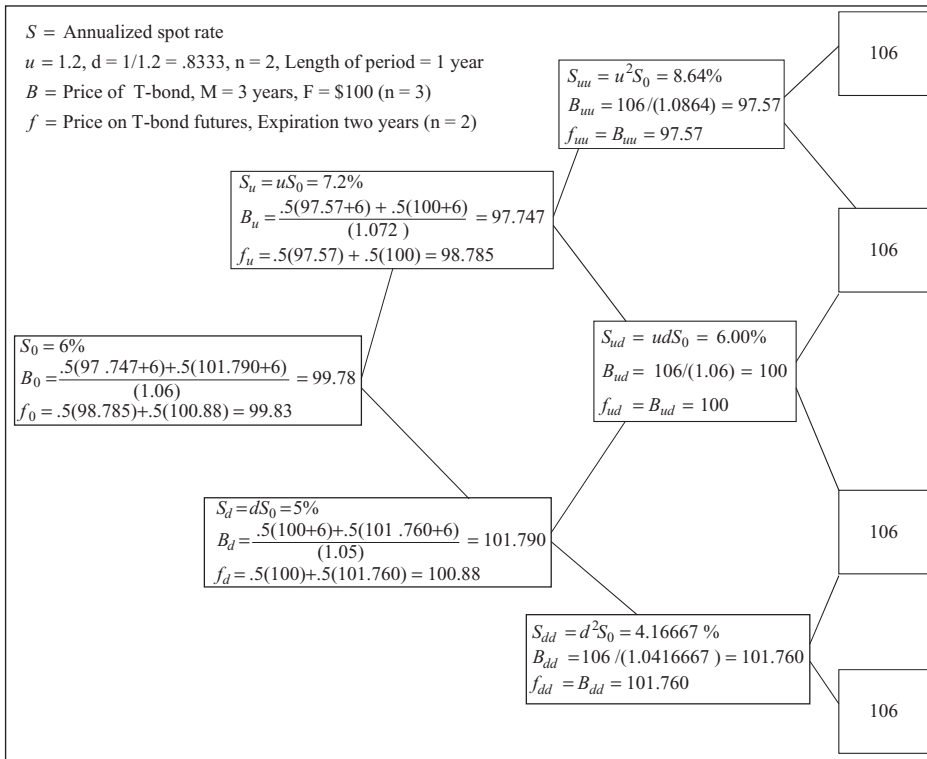 S = Annualized spot rate
u = 1.2, d = 1/1.2 = .8333, n = 2, Length of period = 1 year
B = Price of T-bond, M = 3 years, F = $100 (n = 3)
f = Price on T-bond futures, Expiration two years (n = 2)
S_0 = 6%
B_0 = .5(97 .747+6)+.5(101.790+6) / (1.06) = 99.78
f_0 = .5(98.785)+.5(100.88) = 99.83
S_u = uS_0 = 7.2%
B_u = .5(97.57+6) + .5(100+6) / (1.072 ) = 97.747
f_u = .5(97.57) + .5(100) = 98.785
S_d = dS_0 = 5%
B_d = .5(100+6)+.5(101 .760+6) / (1.05) = 101.790
f_d = .5(100)+.5(101.760) = 100.88
S_uu = u²S_0 = 8.64%
B_uu = 106/(1.0864) = 97.57
f_uu = B_uu = 97.57
S_ud = udS_0 = 6.00%
B_ud = 106/(1.06) = 100
f_ud = B_ud = 100
S_dd = d²S_0 = 4.16667 %
B_dd = 106 /(1.0416667 ) = 101.760
f_dd = B_dd = 101.760
106
106
106
106